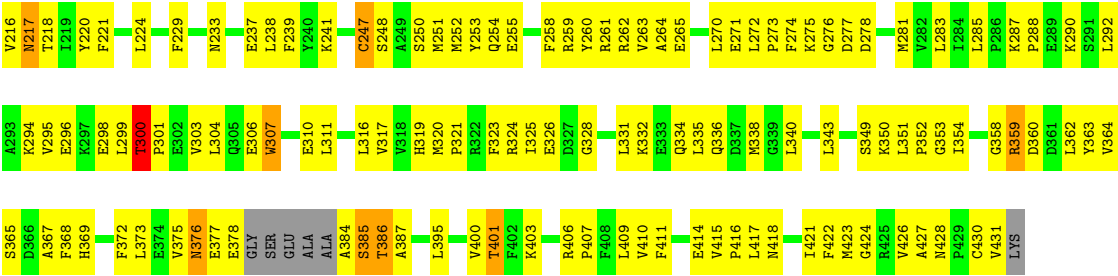 V216 N217 T218 I219 Y220 F221 L224 F229 N233 E237 L238 F239 Y240 K241 C247 S248 A249 S250 M251 M252 Y253 Q254 E255 F258 R259 Y260 R261 R262 V263 A264 E265 L270 E271 L272 P273 F274 K275 G276 D277 D278 M281 V282 L283 I284 L285 P286 K287 P288 E289 K290 S291 L292
A293 K294 V295 E296 K297 E298 L299 T300 P301 E302 V303 L304 Q305 E306 W307 E310 L311 L316 V317 V318 H319 M320 P321 R322 F323 R324 I325 E326 D327 G328 L331 K332 E333 Q334 L335 Q336 D337 M338 G339 L340 L343 S349 K350 L351 P352 G353 I354 G358 R359 D360 D361 L362 Y363 V364
S365 D366 A367 F368 H369 F372 L373 E374 V375 N376 E377 E378 GLY SER GLU ALA ALA A384 S385 T386 A387 L395 V400 T401 F402 K403 R406 P407 F408 L409 V410 F411 E414 V415 P416 L417 N418 I421 F422 M423 G424 R425 V426 A427 N428 P429 C430 V431 LYS